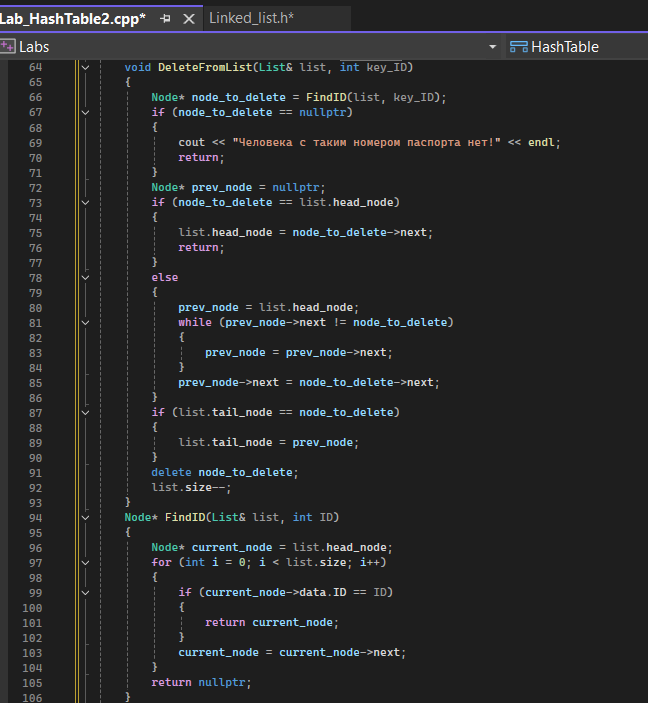 Lab_HashTable2.cpp* Linked_list.h*
Labs HashTable
64 void DeleteFromList(List& list, int key_ID)
65 {
66 Node* node_to_delete = FindID(list, key_ID);
67 if (node_to_delete == nullptr)
68 {
69 cout << "Человека с таким номером паспорта нет!" << endl;
70 return;
71 }
72 Node* prev_node = nullptr;
73 if (node_to_delete == list.head_node)
74 {
75 list.head_node = node_to_delete->next;
76 return;
77 }
78 else
79 {
80 prev_node = list.head_node;
81 while (prev_node->next != node_to_delete)
82 {
83 prev_node = prev_node->next;
84 }
85 prev_node->next = node_to_delete->next;
86 }
87 if (list.tail_node == node_to_delete)
88 {
89 list.tail_node = prev_node;
90 }
91 delete node_to_delete;
92 list.size--;
93 }
94 Node* FindID(List& list, int ID)
95 {
96 Node* current_node = list.head_node;
97 for (int i = 0; i < list.size; i++)
98 {
99 if (current_node->data.ID == ID)
100 {
101 return current_node;
102 }
103 current_node = current_node->next;
104 }
105 return nullptr;
106 }